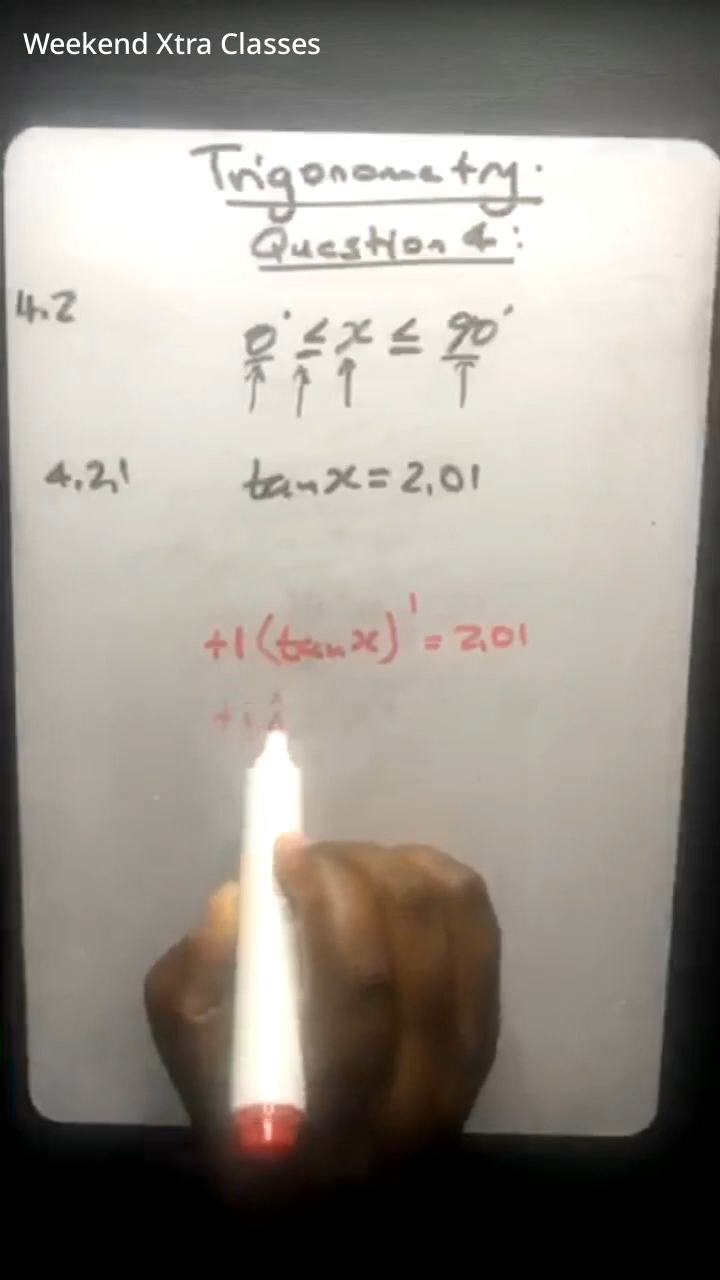 Weekend Xtra Classes
Trigonometry.
Question 4:
4.2
0° ≤ x ≤ 90°
4.2.1 tan x = 2,01
+1(tan x)¹ = 2,01